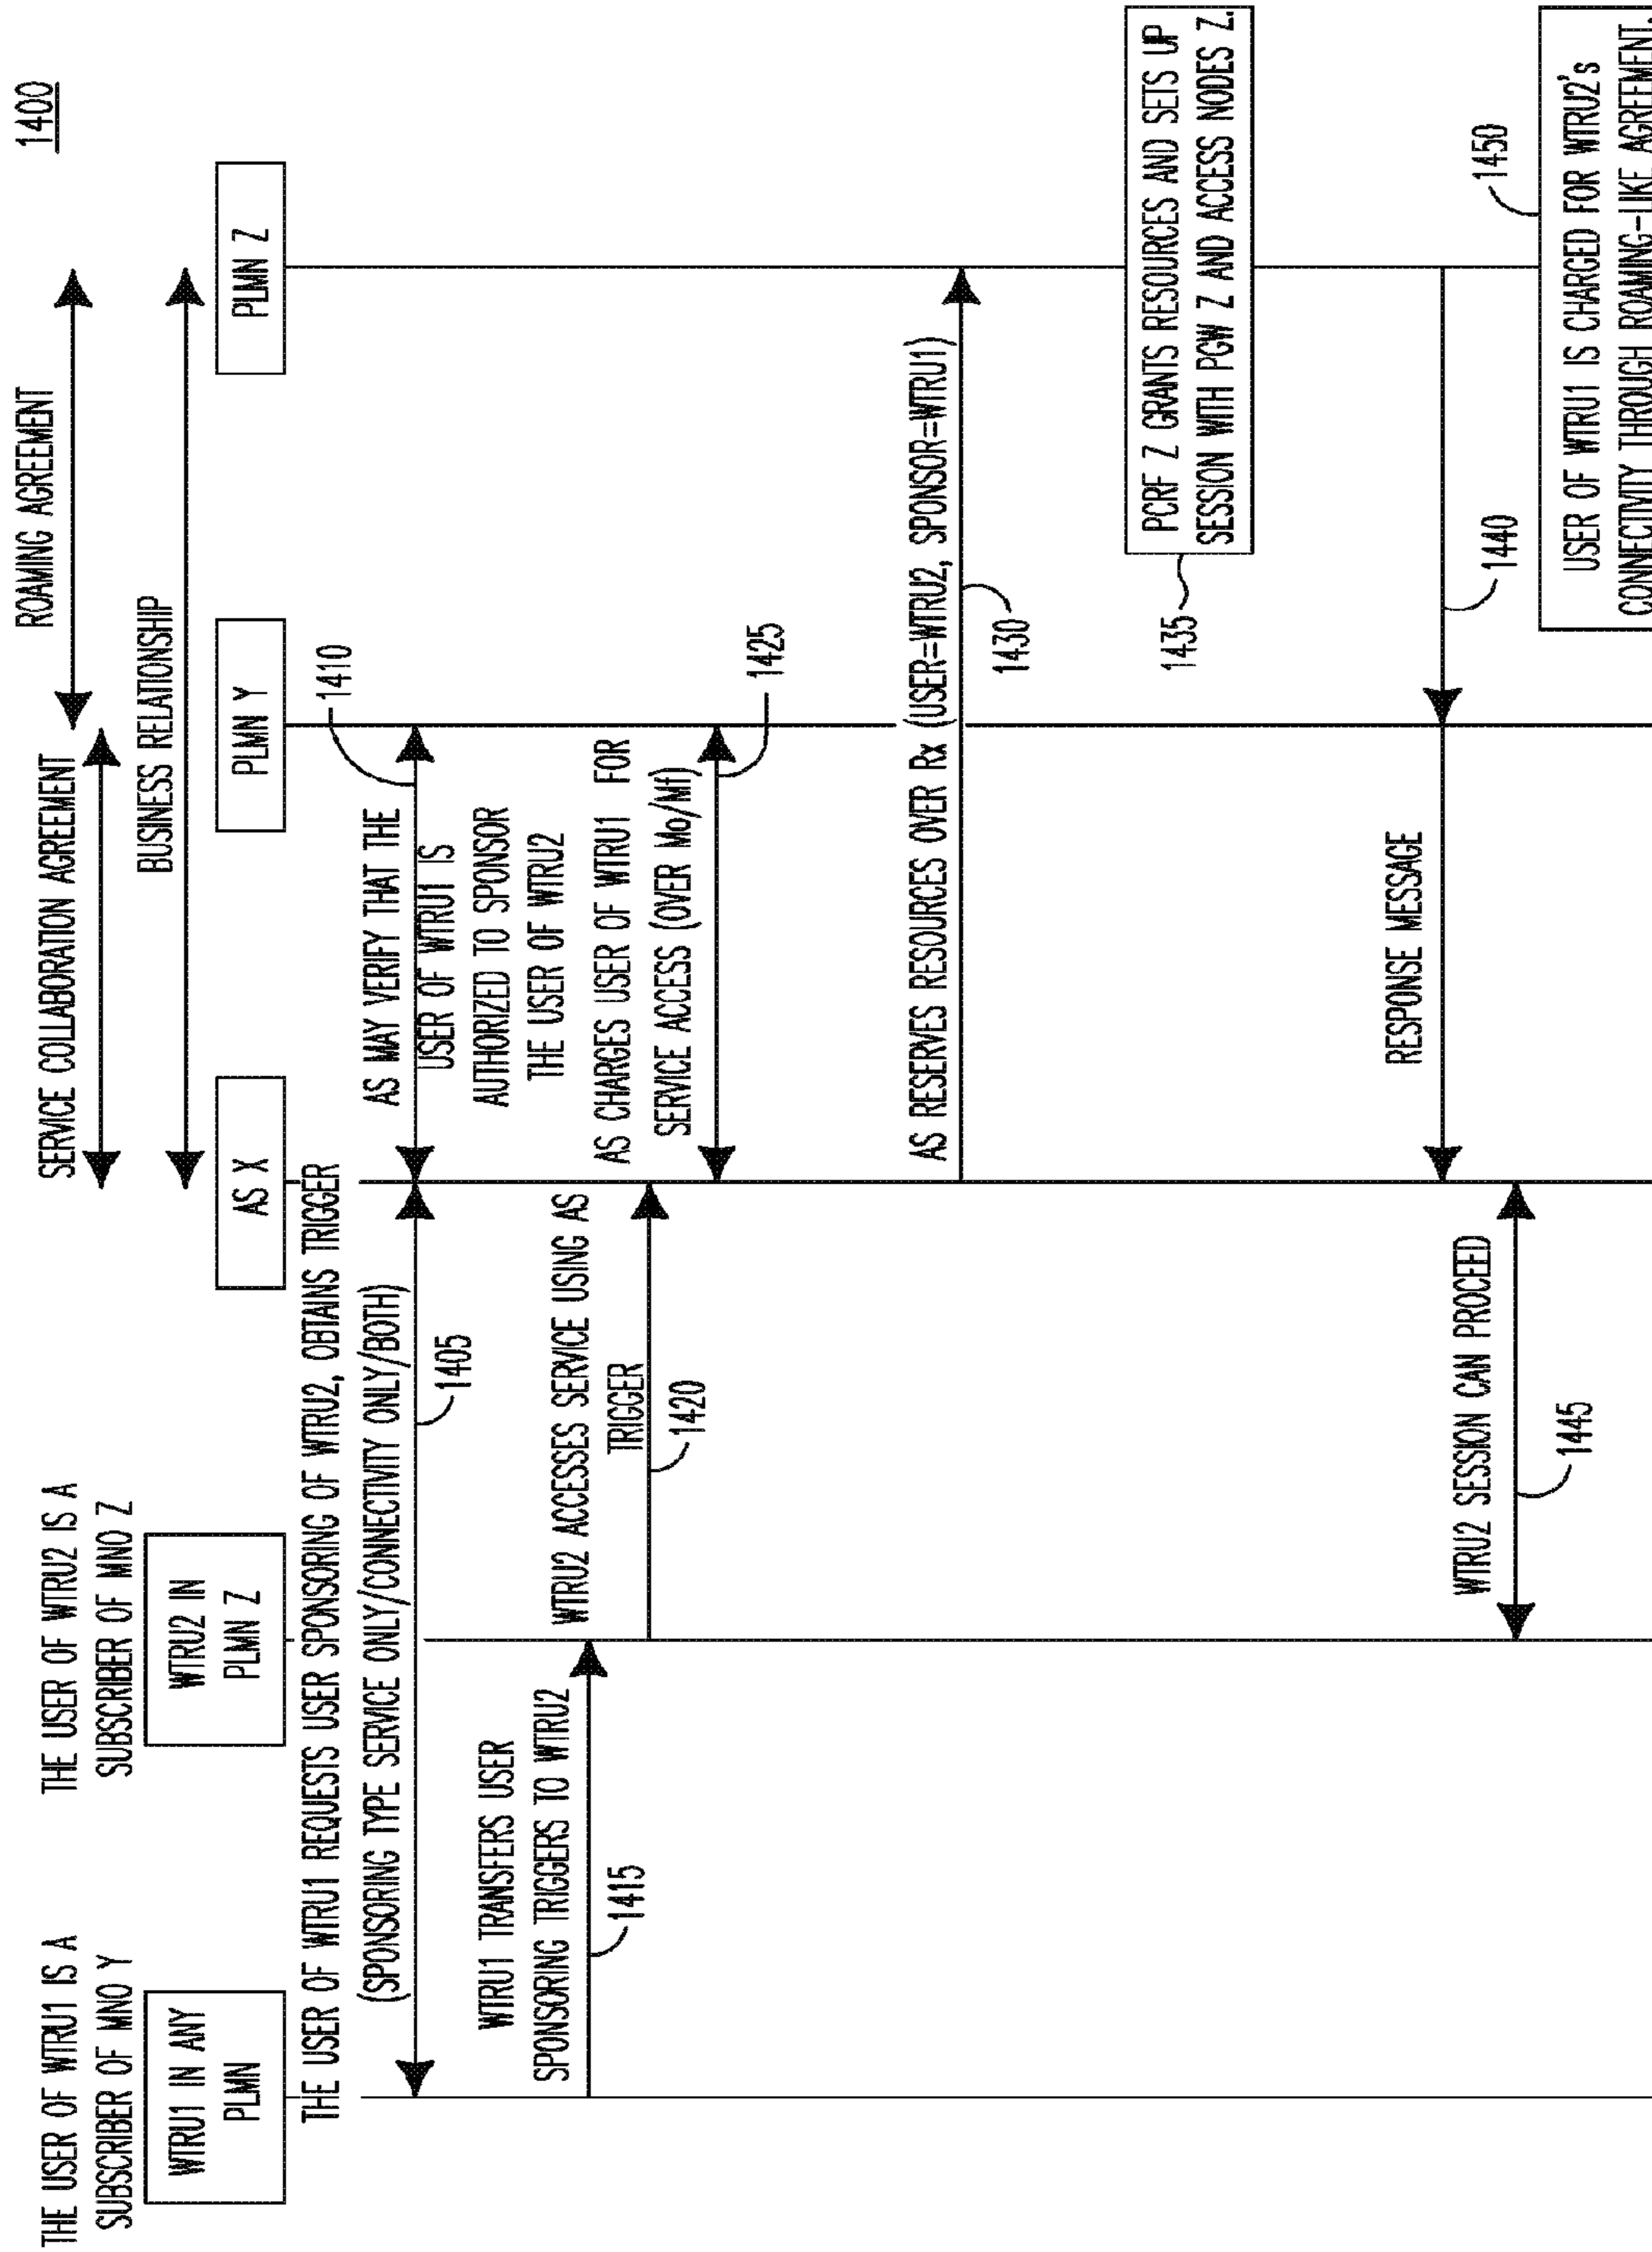 1400
SERVICE COLLABORATION AGREEMENT
ROAMING AGREEMENT
BUSINESS RELATIONSHIP
THE USER OF WTRU1 IS A
SUBSCRIBER OF MNO Y
THE USER OF WTRU2 IS A
SUBSCRIBER OF MNO Z
WTRU1 IN ANY
PLMN
WTRU2 IN
PLMN Z
AS X
PLMN Y
PLMN Z
THE USER OF WTRU1 REQUESTS USER SPONSORING OF WTRU2, OBTAINS TRIGGER
(SPONSORING TYPE SERVICE ONLY/CONNECTIVITY ONLY/BOTH)
1405
AS MAY VERIFY THAT THE
USER OF WTRU1 IS
AUTHORIZED TO SPONSOR
THE USER OF WTRU2
1410
WTRU1 TRANSFERS USER
SPONSORING TRIGGERS TO WTRU2
1415
WTRU2 ACCESSES SERVICE USING AS
TRIGGER
1420
AS CHARGES USER OF WTRU1 FOR
SERVICE ACCESS (OVER Mo/Mf)
1425
AS RESERVES RESOURCES OVER Rx (USER=WTRU2, SPONSOR=WTRU1)
1430
PCRF Z GRANTS RESOURCES AND SETS UP
SESSION WITH PGW Z AND ACCESS NODES Z.
1435
RESPONSE MESSAGE
1440
WTRU2 SESSION CAN PROCEED
1445
USER OF WTRU1 IS CHARGED FOR WTRU2's
CONNECTIVITY THROUGH ROAMING-LIKE AGREEMENT.
1450